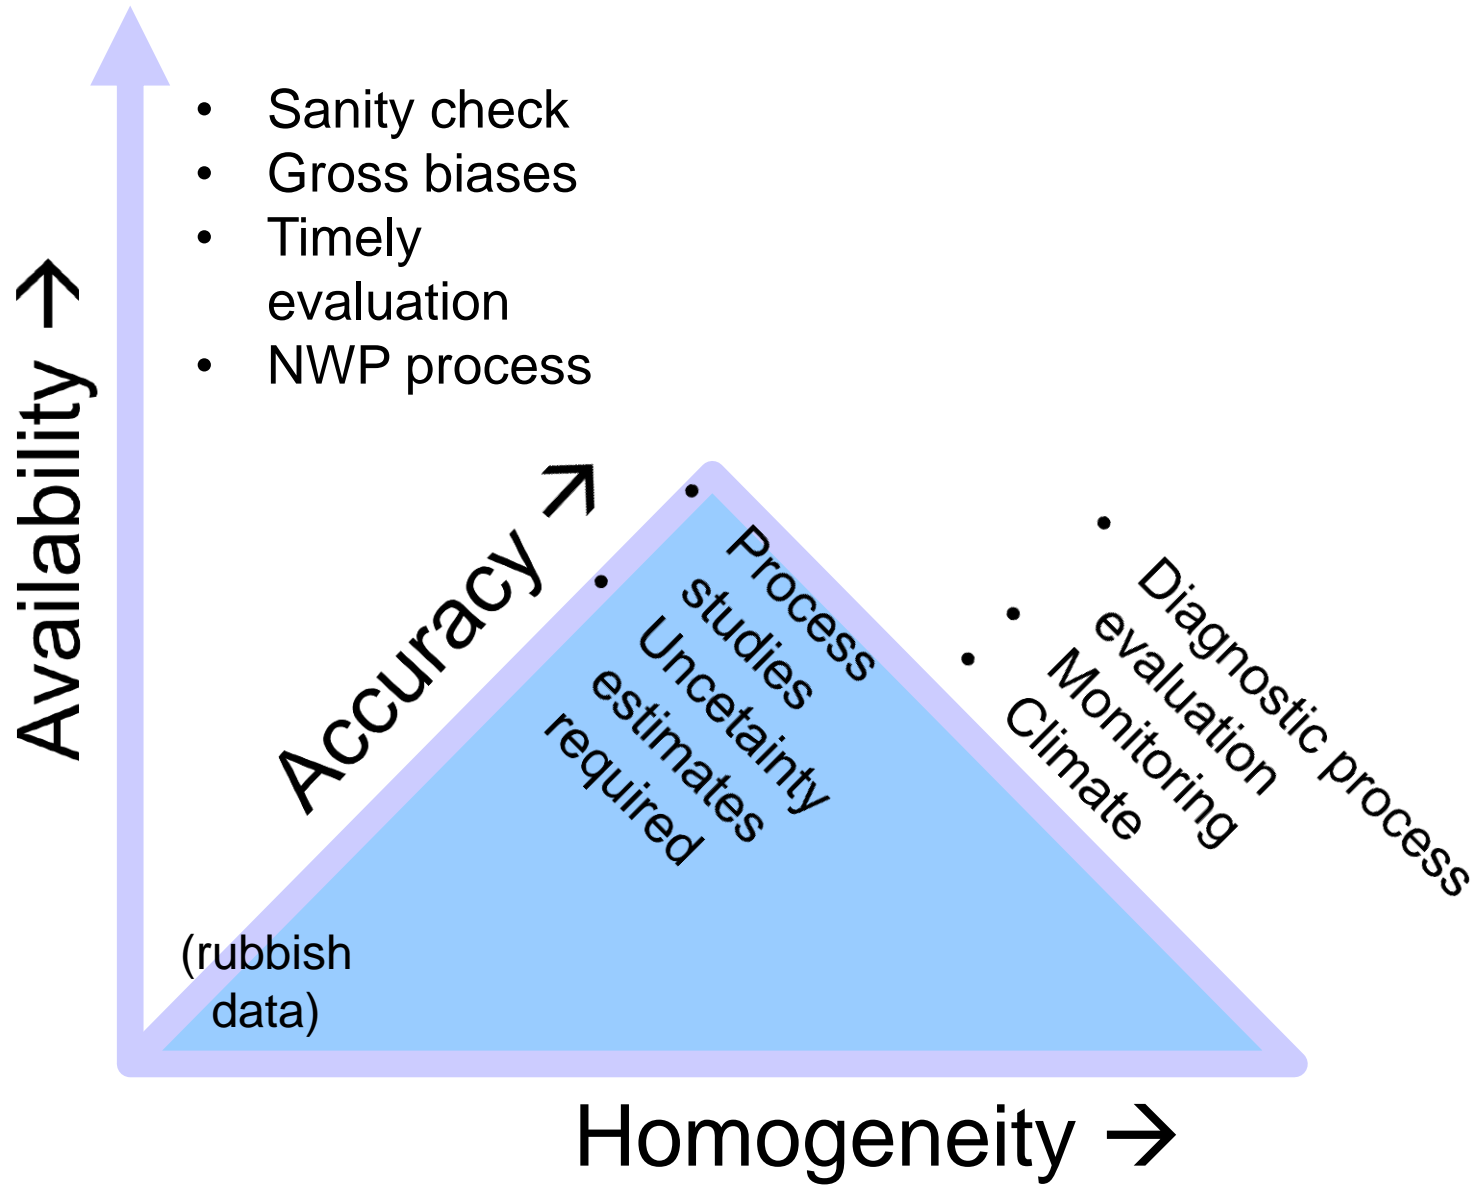 • Sanity check
• Gross biases
• Timely
evaluation
• NWP process
Availability →
Accuracy →
• Process
studies
• Uncetainty
estimates
required
• Diagnostic process
evaluation
• Monitoring
• Climate
(rubbish
data)
Homogeneity →